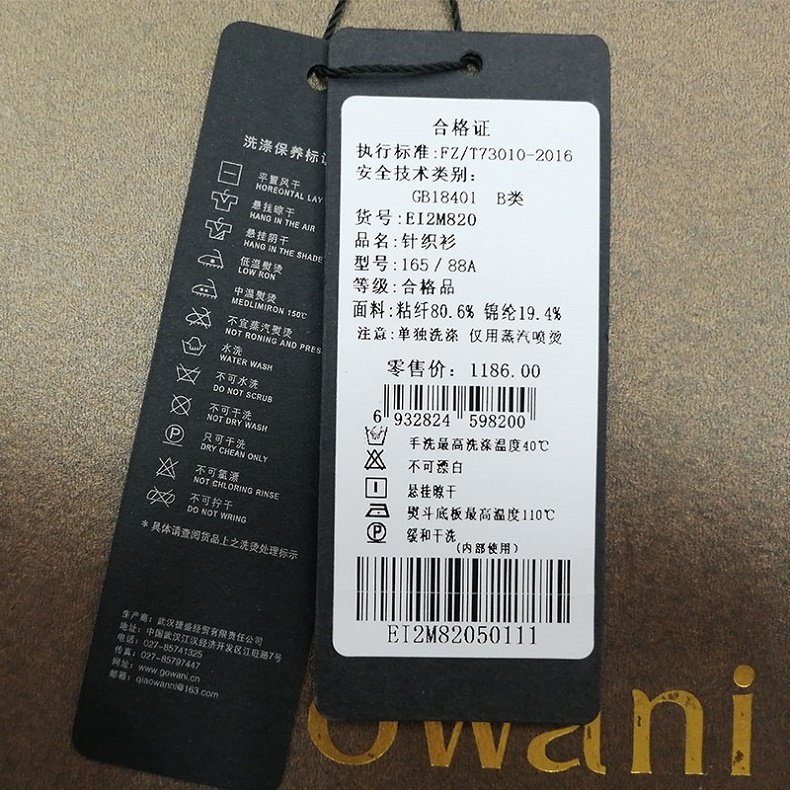 洗涤保养标识
平置风干
HOREONTAL LAY
悬挂晾干
HANG IN THE AIR
悬挂阴干
HANG IN THE SHADE
低温熨烫
LOW RON
中温熨烫
MEDLIMIRON 150℃
不宜蒸汽熨烫
NOT RONING AND PRES
水洗
WATER WASH
不可水洗
DO NOT SCRUB
不可干洗
NOT DRY WASH
只可干洗
DRY CHEAN ONLY
不可氯漂
NOT CHLORING RINSE
不可拧干
DO NOT WRING
*具体请查阅货品上之洗烫处理标示
生产商：武汉捷盛经贸有限责任公司
地址：中国武汉江汉经济开发区江旺路7号
电话：027-85741325
传真：027-85797447
网址：www.gowani.cn
邮箱：qiaowanni@163.com
合格证
执行标准:FZ/T73010-2016
安全技术类别:
GB18401 B类
货号:EI2M820
品名:针织衫
型号:165/88A
等级:合格品
面料:粘纤80.6% 锦纶19.4%
注意:单独洗涤 仅用蒸汽喷烫
零售价: 1186.00
6 932824 598200
手洗最高洗涤温度40℃
不可漂白
悬挂晾干
熨斗底板最高温度110℃
P 缓和干洗
(内部使用)
EI2M82050111
owani